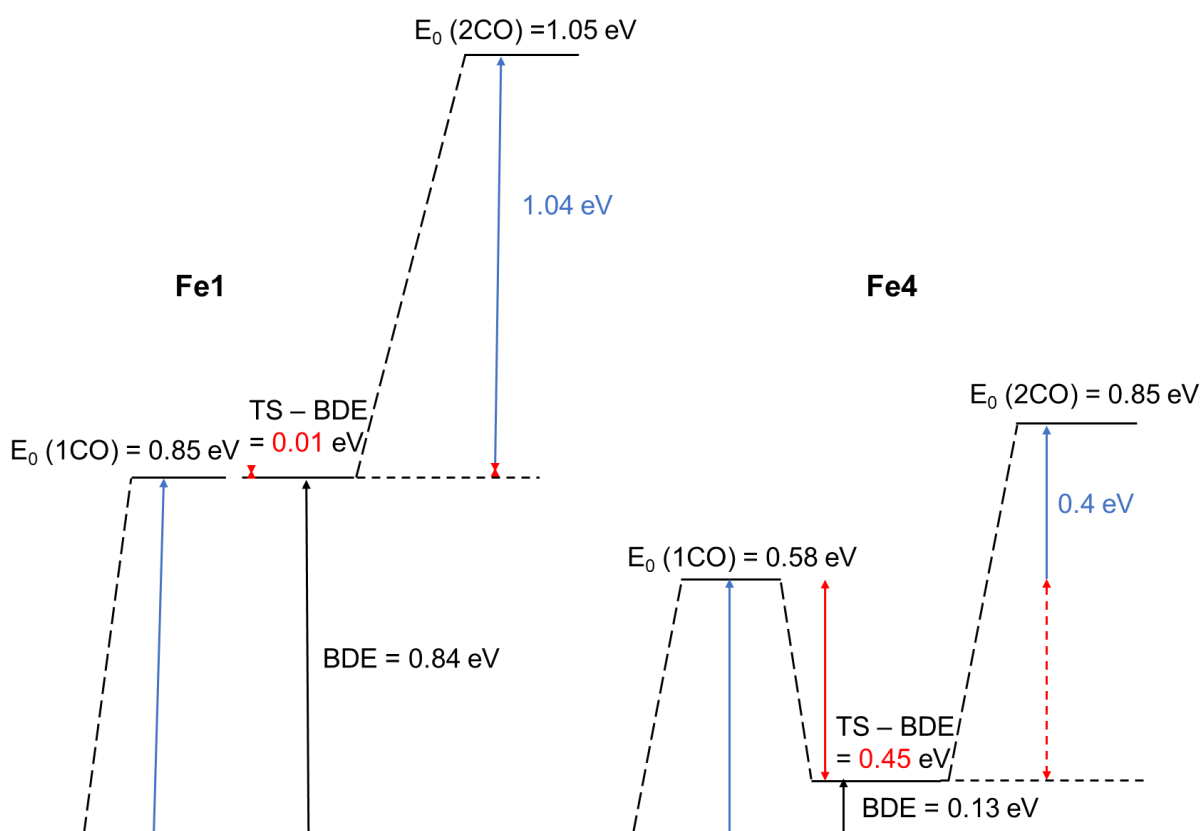 E₀ (2CO) =1.05 eV
1.04 eV
Fe1
TS – BDE
= 0.01 eV
E₀ (1CO) = 0.85 eV
BDE = 0.84 eV
Fe4
E₀ (2CO) = 0.85 eV
0.4 eV
E₀ (1CO) = 0.58 eV
TS – BDE
= 0.45 eV
BDE = 0.13 eV